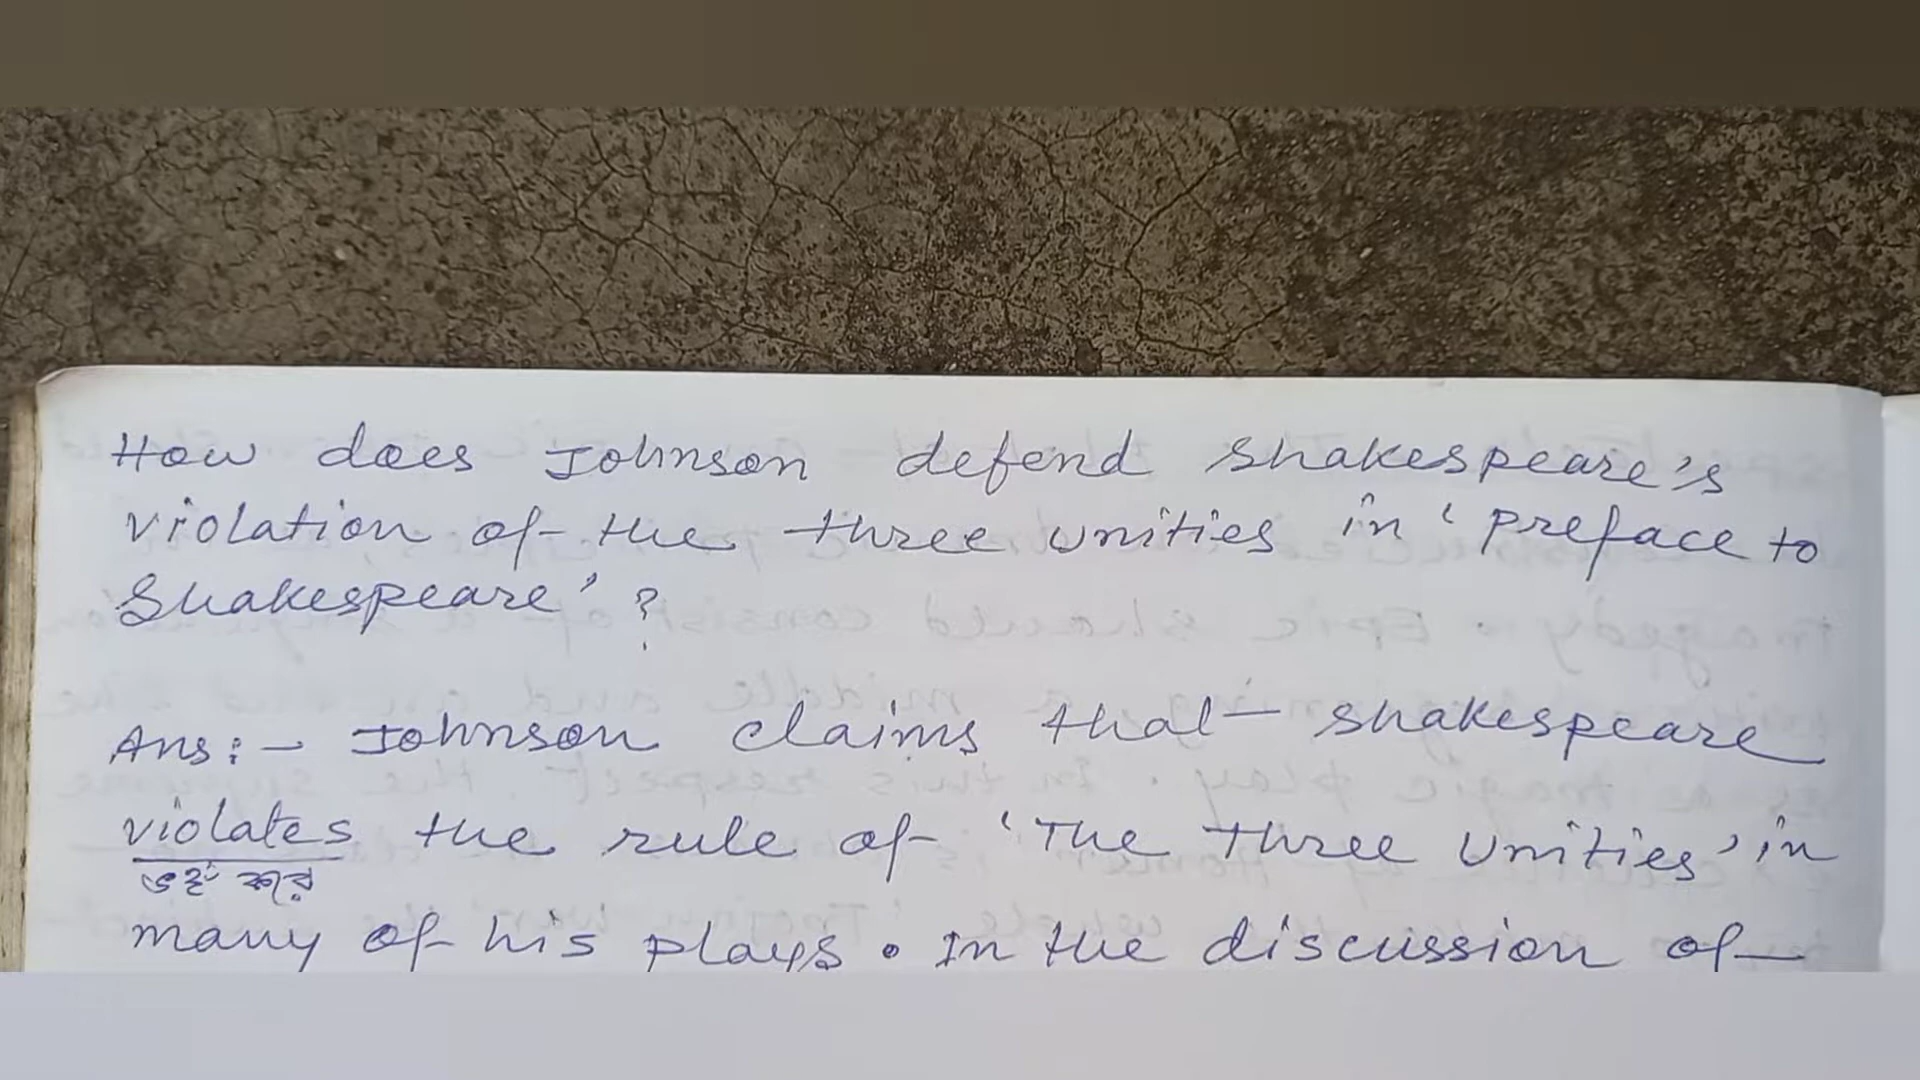 How does Johnson defend Shakespeare's
violation of the three unities in 'Preface to
Shakespeare'?
Ans:- Johnson claims that Shakespeare
violates the rule of 'The Three Unities' in
ভঙ্গ করে
many of his plays. In the discussion of